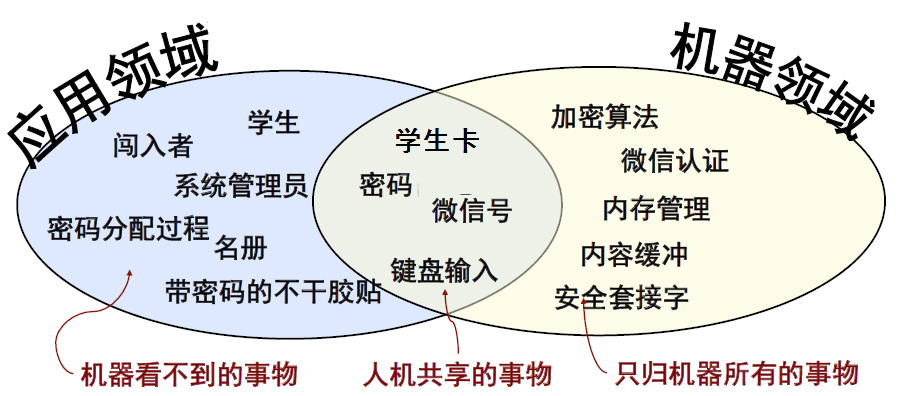 应用领域
机器领域
学生
闯入者
系统管理员
密码分配过程
名册
带密码的不干胶贴
学生卡
密码
微信号
键盘输入
加密算法
微信认证
内存管理
内容缓冲
安全套接字
机器看不到的事物
人机共享的事物
只归机器所有的事物